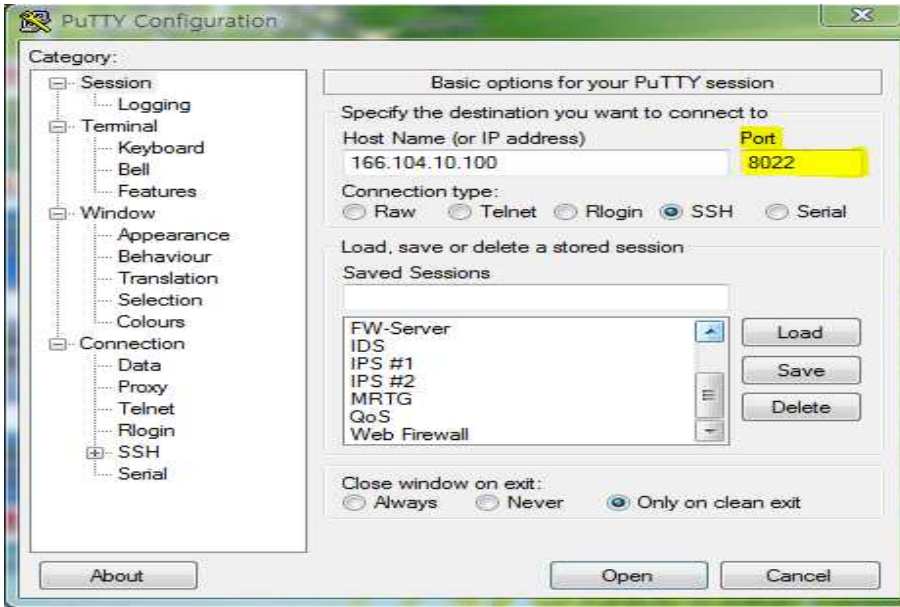 PuTTY Configuration
Category:
Session
Logging
Terminal
Keyboard
Bell
Features
Window
Appearance
Behaviour
Translation
Selection
Colours
Connection
Data
Proxy
Telnet
Rlogin
SSH
Serial
Basic options for your PuTTY session
Specify the destination you want to connect to
Host Name (or IP address) Port
166.104.10.100 8022
Connection type:
Raw Telnet Rlogin SSH Serial
Load, save or delete a stored session
Saved Sessions
FW-Server
IDS
IPS #1
IPS #2
MRTG
QoS
Web Firewall
Load
Save
Delete
Close window on exit:
Always Never Only on clean exit
About Open Cancel